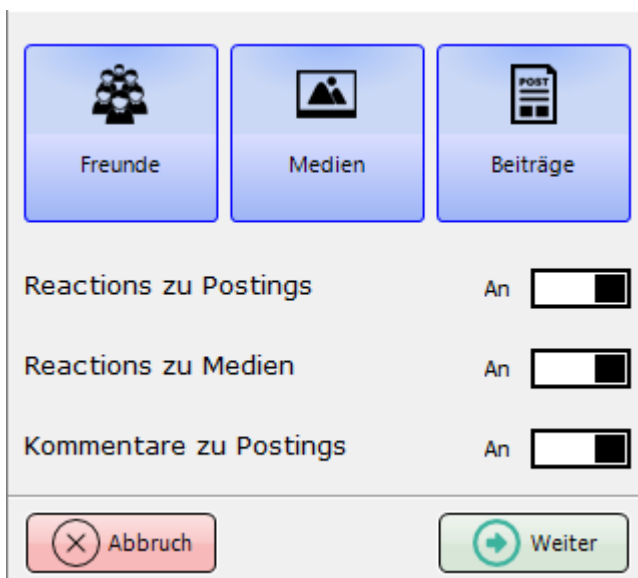 POST
Freunde
Medien
Beiträge
Reactions zu Postings An
Reactions zu Medien An
Kommentare zu Postings An
Abbruch
Weiter